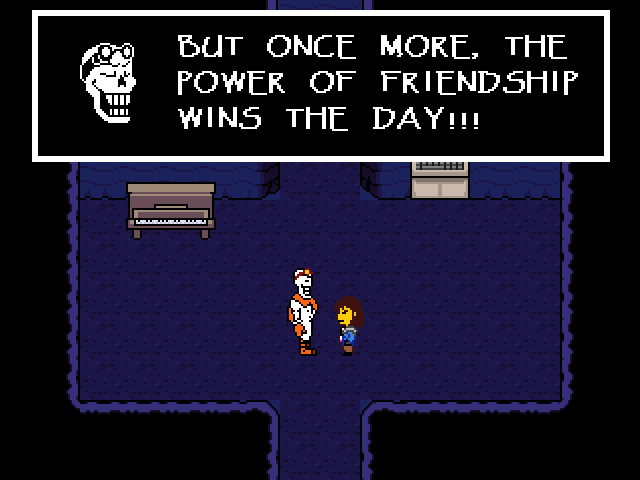 BUT ONCE MORE, THE
POWER OF FRIENDSHIP
WINS THE DAY!!!